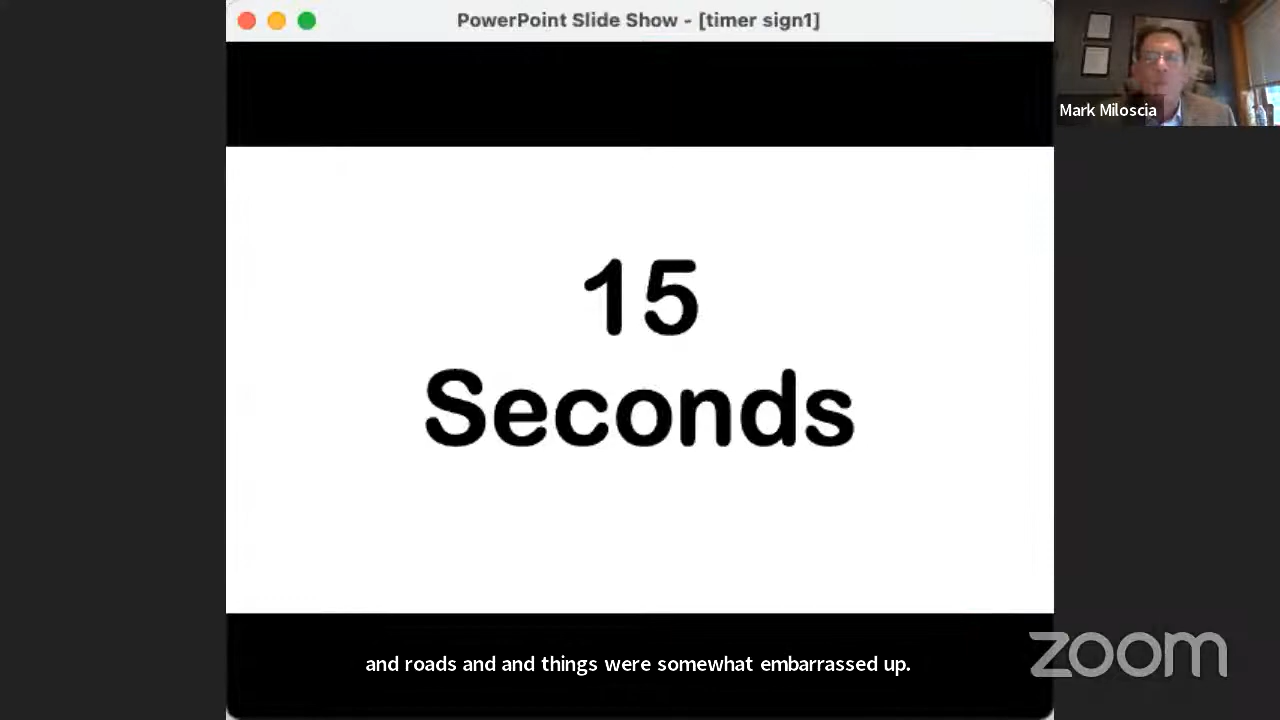 PowerPoint Slide Show - [timer sign1]
Mark Miloscia
15
Seconds
and roads and and things were somewhat embarrassed up.
zoom